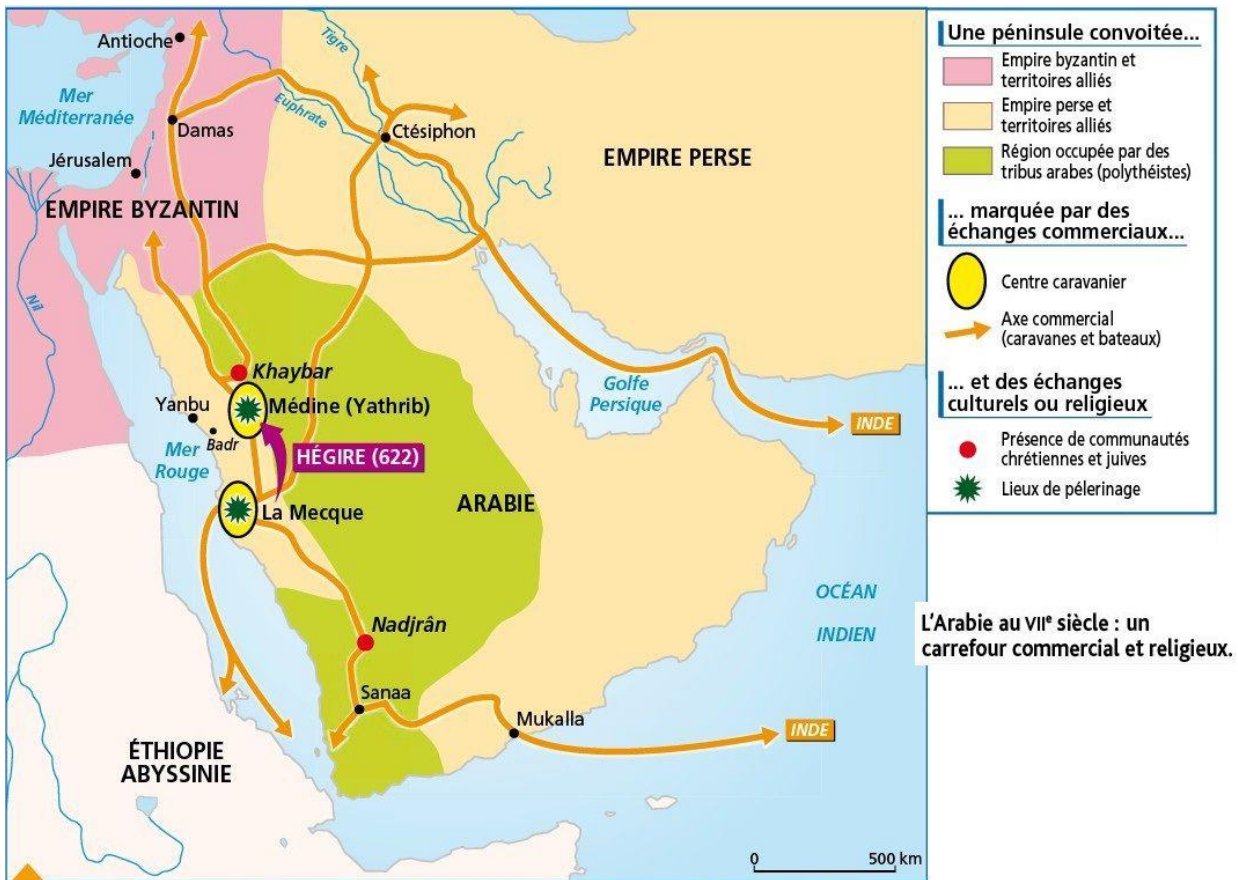 Antioche
Tigre
Mer
Méditerranée
Euphrate
Damas
Ctésiphon
Jérusalem
EMPIRE PERSE
EMPIRE BYZANTIN
Nil
Khaybar
Golfe
Persique
Yanbu
Médine (Yathrib)
INDE
Badr
Mer
Rouge
HÉGIRE (622)
La Mecque
ARABIE
OCÉAN
INDIEN
Nadjrân
Sanaa
Mukalla
INDE
ÉTHIOPIE
ABYSSINIE
0 500 km
Une péninsule convoitée...
Empire byzantin et
territoires alliés
Empire perse et
territoires alliés
Région occupée par des
tribus arabes (polythéistes)
... marquée par des
échanges commerciaux...
Centre caravanier
Axe commercial
(caravanes et bateaux)
... et des échanges
culturels ou religieux
Présence de communautés
chrétiennes et juives
Lieux de pélerinage
L'Arabie au VIIe siècle : un
carrefour commercial et religieux.